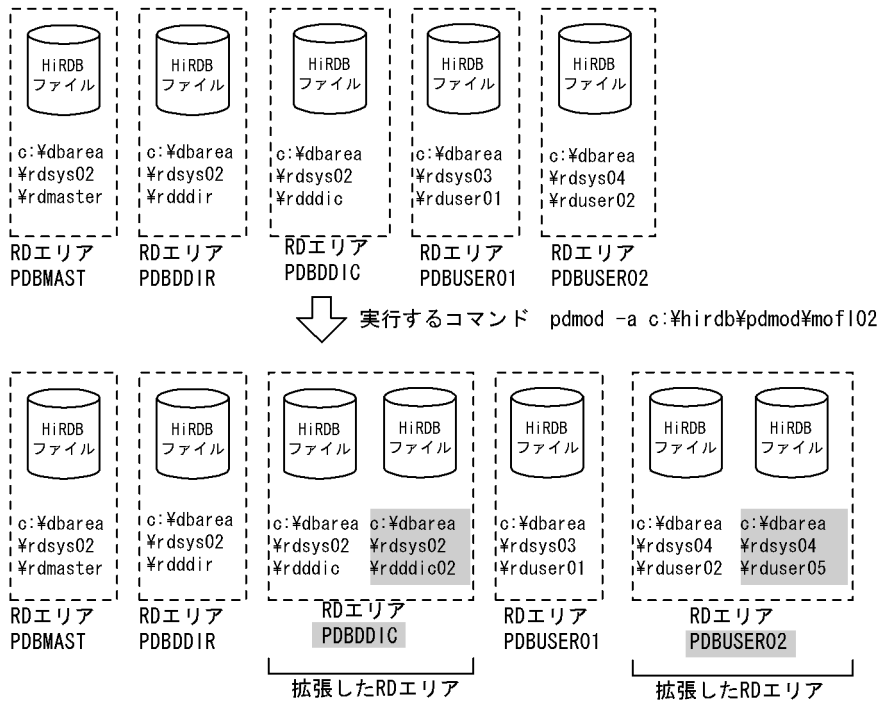 HiRDB
ファイル
c:¥dbarea
¥rdsys02
¥rdmaster
RDエリア
PDBMAST
HiRDB
ファイル
c:¥dbarea
¥rdsys02
¥rdddir
RDエリア
PDBDDIR
HiRDB
ファイル
c:¥dbarea
¥rdsys02
¥rdddic
RDエリア
PDBDDIC
HiRDB
ファイル
c:¥dbarea
¥rdsys03
¥rduser01
RDエリア
PDBUSER01
HiRDB
ファイル
c:¥dbarea
¥rdsys04
¥rduser02
RDエリア
PDBUSER02
実行するコマンド pdmod -a c:¥hirdb¥pdmod¥mofl02
HiRDB
ファイル
c:¥dbarea
¥rdsys02
¥rdmaster
RDエリア
PDBMAST
HiRDB
ファイル
c:¥dbarea
¥rdsys02
¥rdddir
RDエリア
PDBDDIR
HiRDB
ファイル
c:¥dbarea
¥rdsys02
¥rdddic
HiRDB
ファイル
c:¥dbarea
¥rdsys02
¥rdddic02
RDエリア
PDBDDIC
拡張したRDエリア
HiRDB
ファイル
c:¥dbarea
¥rdsys03
¥rduser01
RDエリア
PDBUSER01
HiRDB
ファイル
c:¥dbarea
¥rdsys04
¥rduser02
HiRDB
ファイル
c:¥dbarea
¥rdsys04
¥rduser05
RDエリア
PDBUSER02
拡張したRDエリア